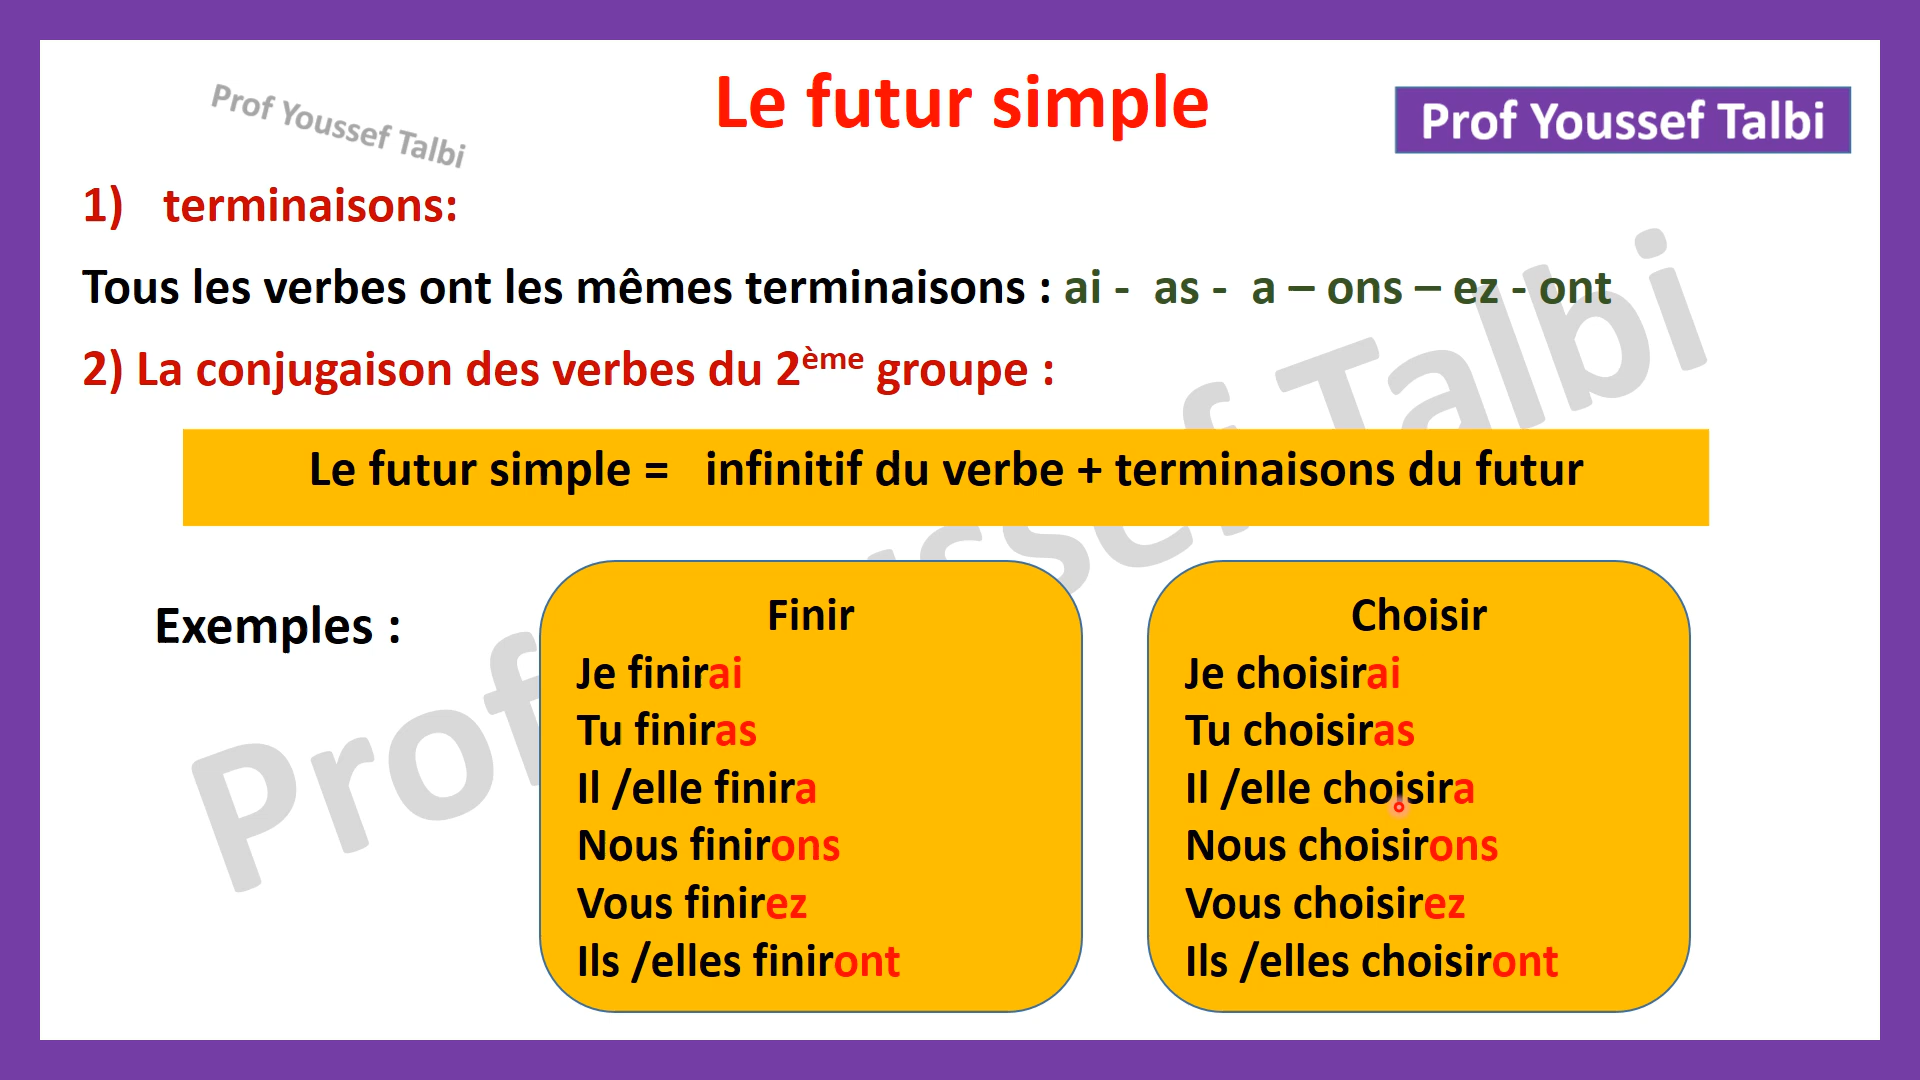 Le futur simple
Prof Youssef Talbi
Prof Youssef Talbi
1) terminaisons:
Tous les verbes ont les mêmes terminaisons : ai - as - a – ons – ez - ont
2) La conjugaison des verbes du 2ème groupe :
Le futur simple = infinitif du verbe + terminaisons du futur
Exemples :
Finir
Je finirai
Tu finiras
Il /elle finira
Nous finirons
Vous finirez
Ils /elles finiront
Choisir
Je choisirai
Tu choisiras
Il /elle choisira
Nous choisirons
Vous choisirez
Ils /elles choisiront
Prof Youssef Talbi